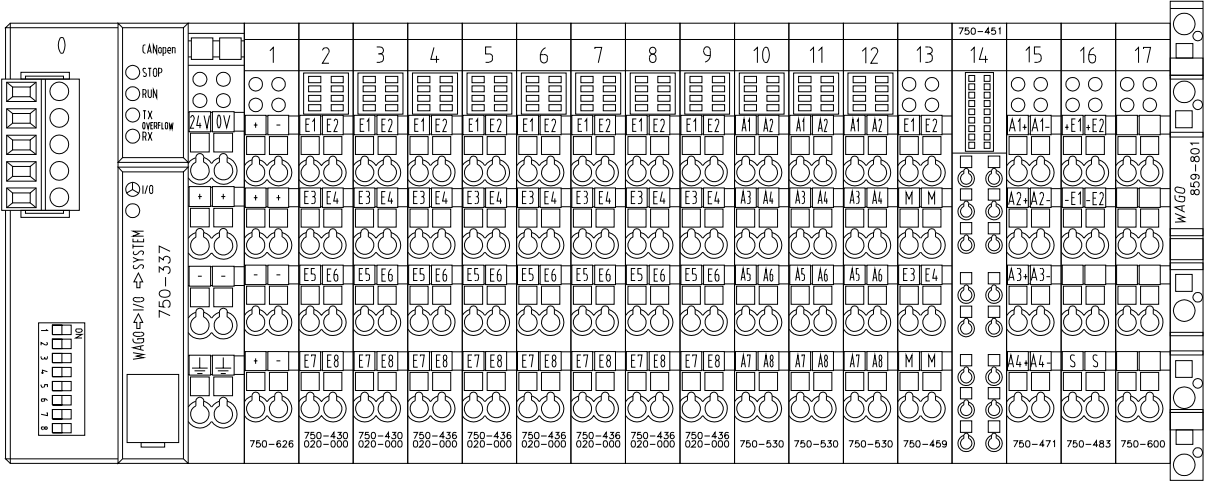 750-451
0 CANopen 1 2 3 4 5 6 7 8 9 10 11 12 13 14 15 16 17
STOP
RUN
TX
OVERFLOW
RX
24V 0V + - E1 E2 E1 E2 E1 E2 E1 E2 E1 E2 E1 E2 E1 E2 E1 E2 A1 A2 A1 A2 A1 A2 E1 E2 A1+ A1- +E1 +E2
I/O
+ + + + E3 E4 E3 E4 E3 E4 E3 E4 E3 E4 E3 E4 E3 E4 E3 E4 A3 A4 A3 A4 A3 A4 M M A2+ A2- -E1 -E2
WAGO I/O SYSTEM
750-337
- - - - E5 E6 E5 E6 E5 E6 E5 E6 E5 E6 E5 E6 E5 E6 E5 E6 A5 A6 A5 A6 A5 A6 E3 E4 A3+ A3-
+ - E7 E8 E7 E8 E7 E8 E7 E8 E7 E8 E7 E8 E7 E8 E7 E8 A7 A8 A7 A8 A7 A8 M M A4+ A4- S S
ON
1
2
3
4
5
6
7
8
750-626
750-430
020-000
750-430
020-000
750-436
020-000
750-436
020-000
750-436
020-000
750-436
020-000
750-436
020-000
750-436
020-000
750-530
750-530
750-530
750-459
750-471
750-483
750-600
WAGO
859-801